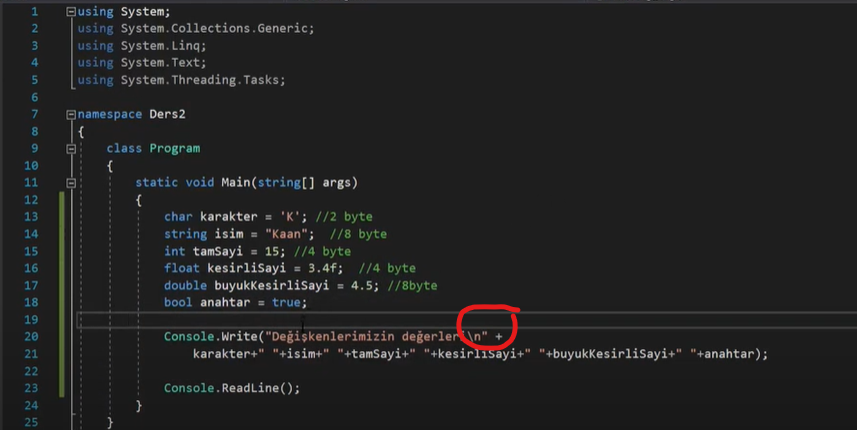 1 using System;
2 using System.Collections.Generic;
3 using System.Linq;
4 using System.Text;
5 using System.Threading.Tasks;
6
7 namespace Ders2
8 {
9 class Program
10 {
11 static void Main(string[] args)
12 {
13 char karakter = 'K'; //2 byte
14 string isim = "Kaan";  //8 byte
15 int tamSayi = 15; //4 byte
16 float kesirliSayi = 3.4f;  //4 byte
17 double buyukKesirliSayi = 4.5; //8byte
18 bool anahtar = true;
19
20 Console.Write("Değişkenlerimizin değerleri\n" +
21 karakter+" "+isim+" "+tamSayi+" "+kesirliSayi+" "+buyukKesirliSayi+" "+anahtar);
22
23 Console.ReadLine();
24 }
25 }